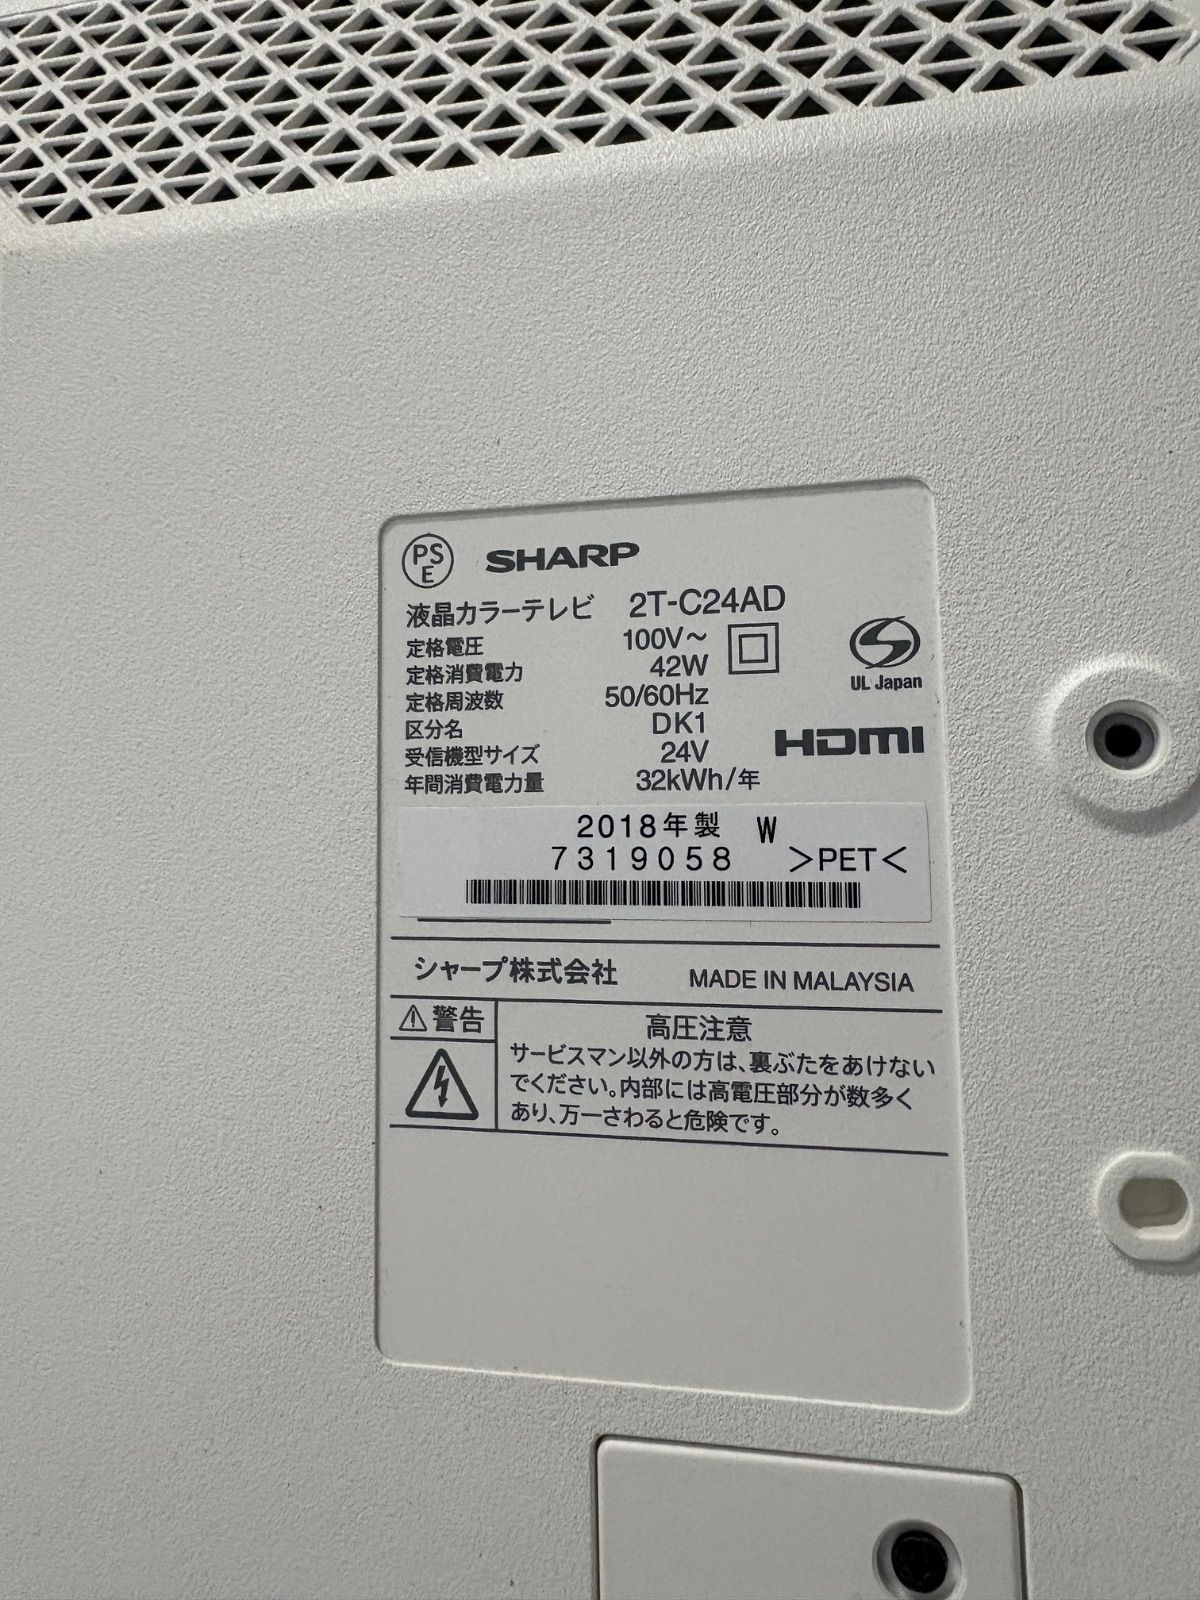 PS
E
SHARP
液晶カラーテレビ 2T-C24AD
定格電圧 100V～
定格消費電力 42W
定格周波数 50/60Hz
区分名 DK1
受信機型サイズ 24V
年間消費電力量 32kWh/年
UL Japan
HDMI
2018年製 W
7319058 >PET<
シャープ株式会社 MADE IN MALAYSIA
警告
高圧注意
サービスマン以外の方は、裏ぶたをあけない
でください。内部には高電圧部分が数多く
あり、万一さわると危険です。